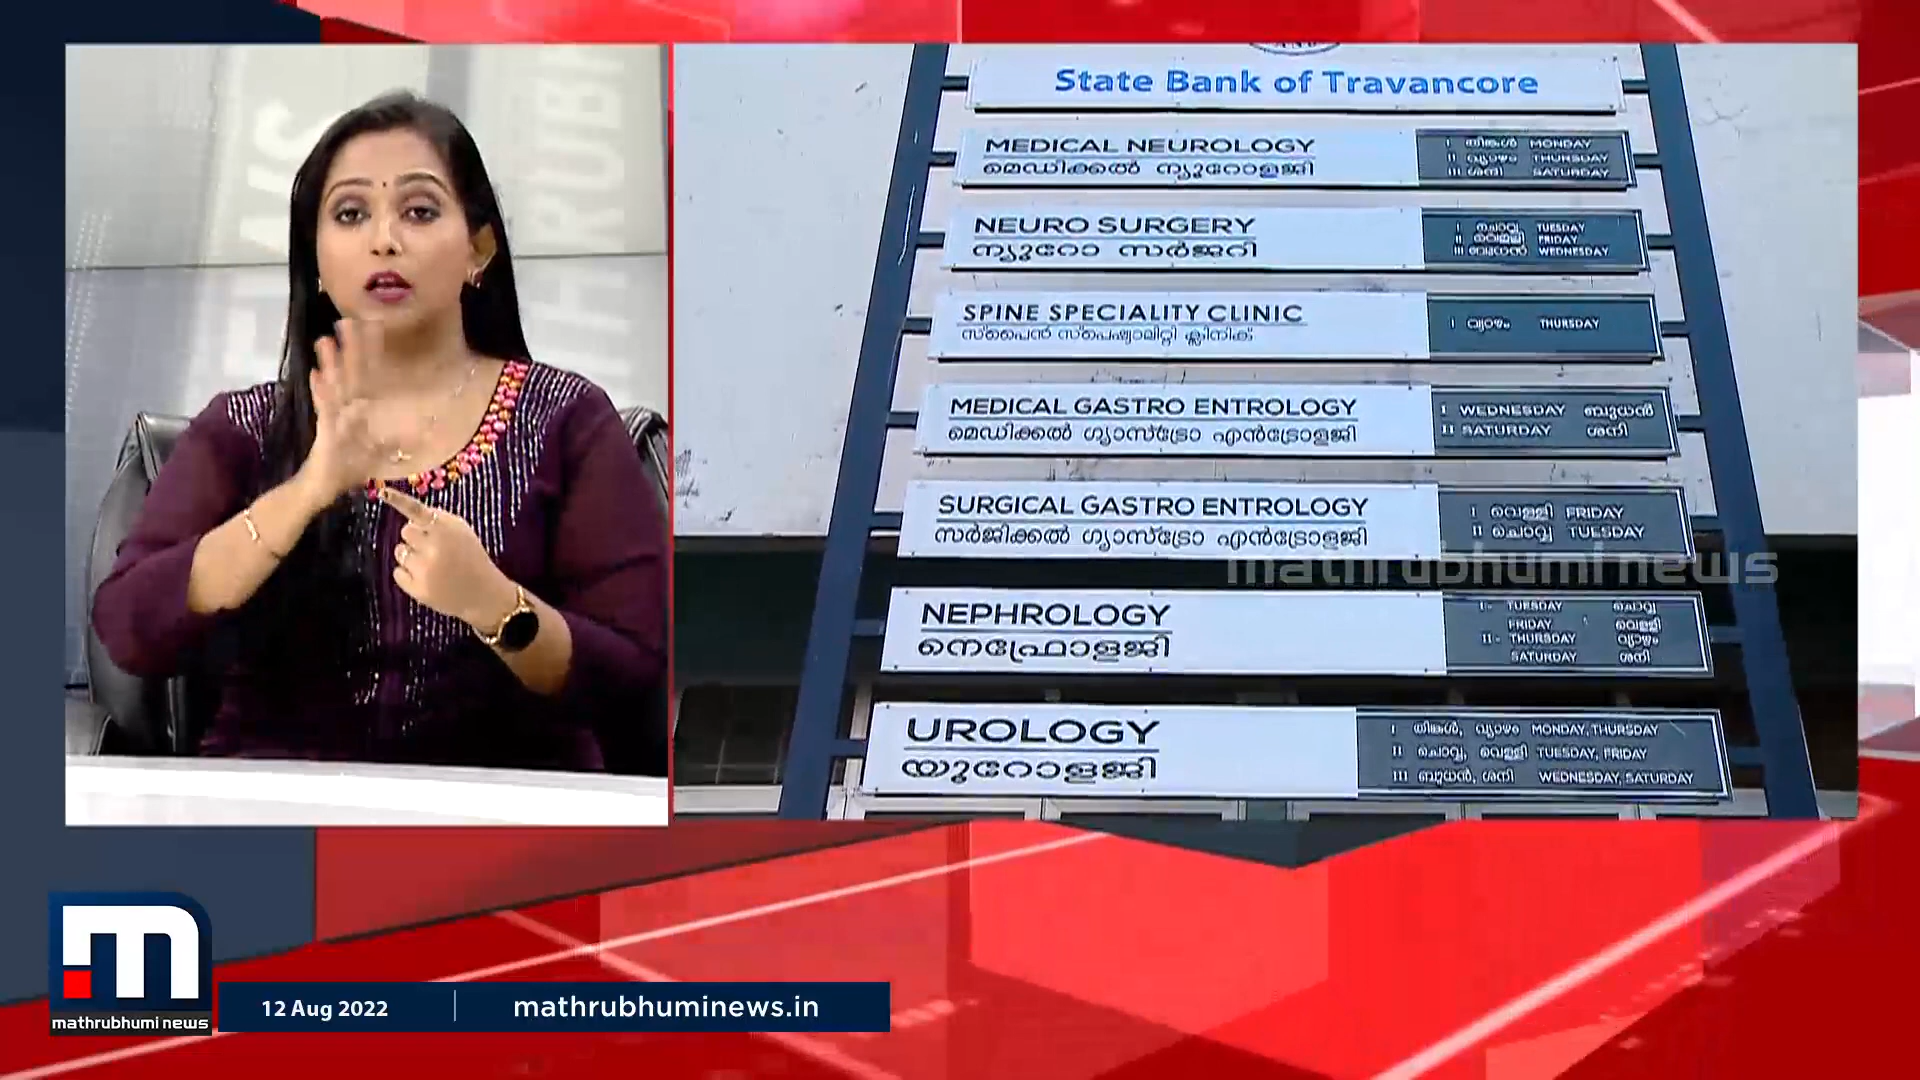 State Bank of Travancore
MEDICAL NEUROLOGY
മെഡിക്കൽ ന്യൂറോളജി
I തിങ്കൾ MONDAY
II വ്യാഴം THURSDAY
III ശനി SATURDAY
NEURO SURGERY
ന്യൂറോ സർജറി
I ചൊവ്വ TUESDAY
II വെള്ളി FRIDAY
III ബുധൻ WEDNESDAY
SPINE SPECIALITY CLINIC
സ്പൈൻ സ്പെഷ്യാലിറ്റി ക്ലിനിക്
I വ്യാഴം THURSDAY
MEDICAL GASTRO ENTROLOGY
മെഡിക്കൽ ഗ്യാസ്ട്രോ എൻട്രോളജി
I WEDNESDAY ബുധൻ
II SATURDAY ശനി
SURGICAL GASTRO ENTROLOGY
സർജിക്കൽ ഗ്യാസ്ട്രോ എൻട്രോളജി
I വെള്ളി FRIDAY
II ചൊവ്വ TUESDAY
mathrubhumi news
NEPHROLOGY
നെഫ്രോളജി
I - TUESDAY ചൊവ്വ
FRIDAY വെള്ളി
II - THURSDAY വ്യാഴം
SATURDAY ശനി
UROLOGY
യൂറോളജി
I തിങ്കൾ, വ്യാഴം MONDAY, THURSDAY
II ചൊവ്വ, വെള്ളി TUESDAY, FRIDAY
III ബുധൻ, ശനി WEDNESDAY, SATURDAY
mathrubhumi news
12 Aug 2022
mathrubhuminews.in